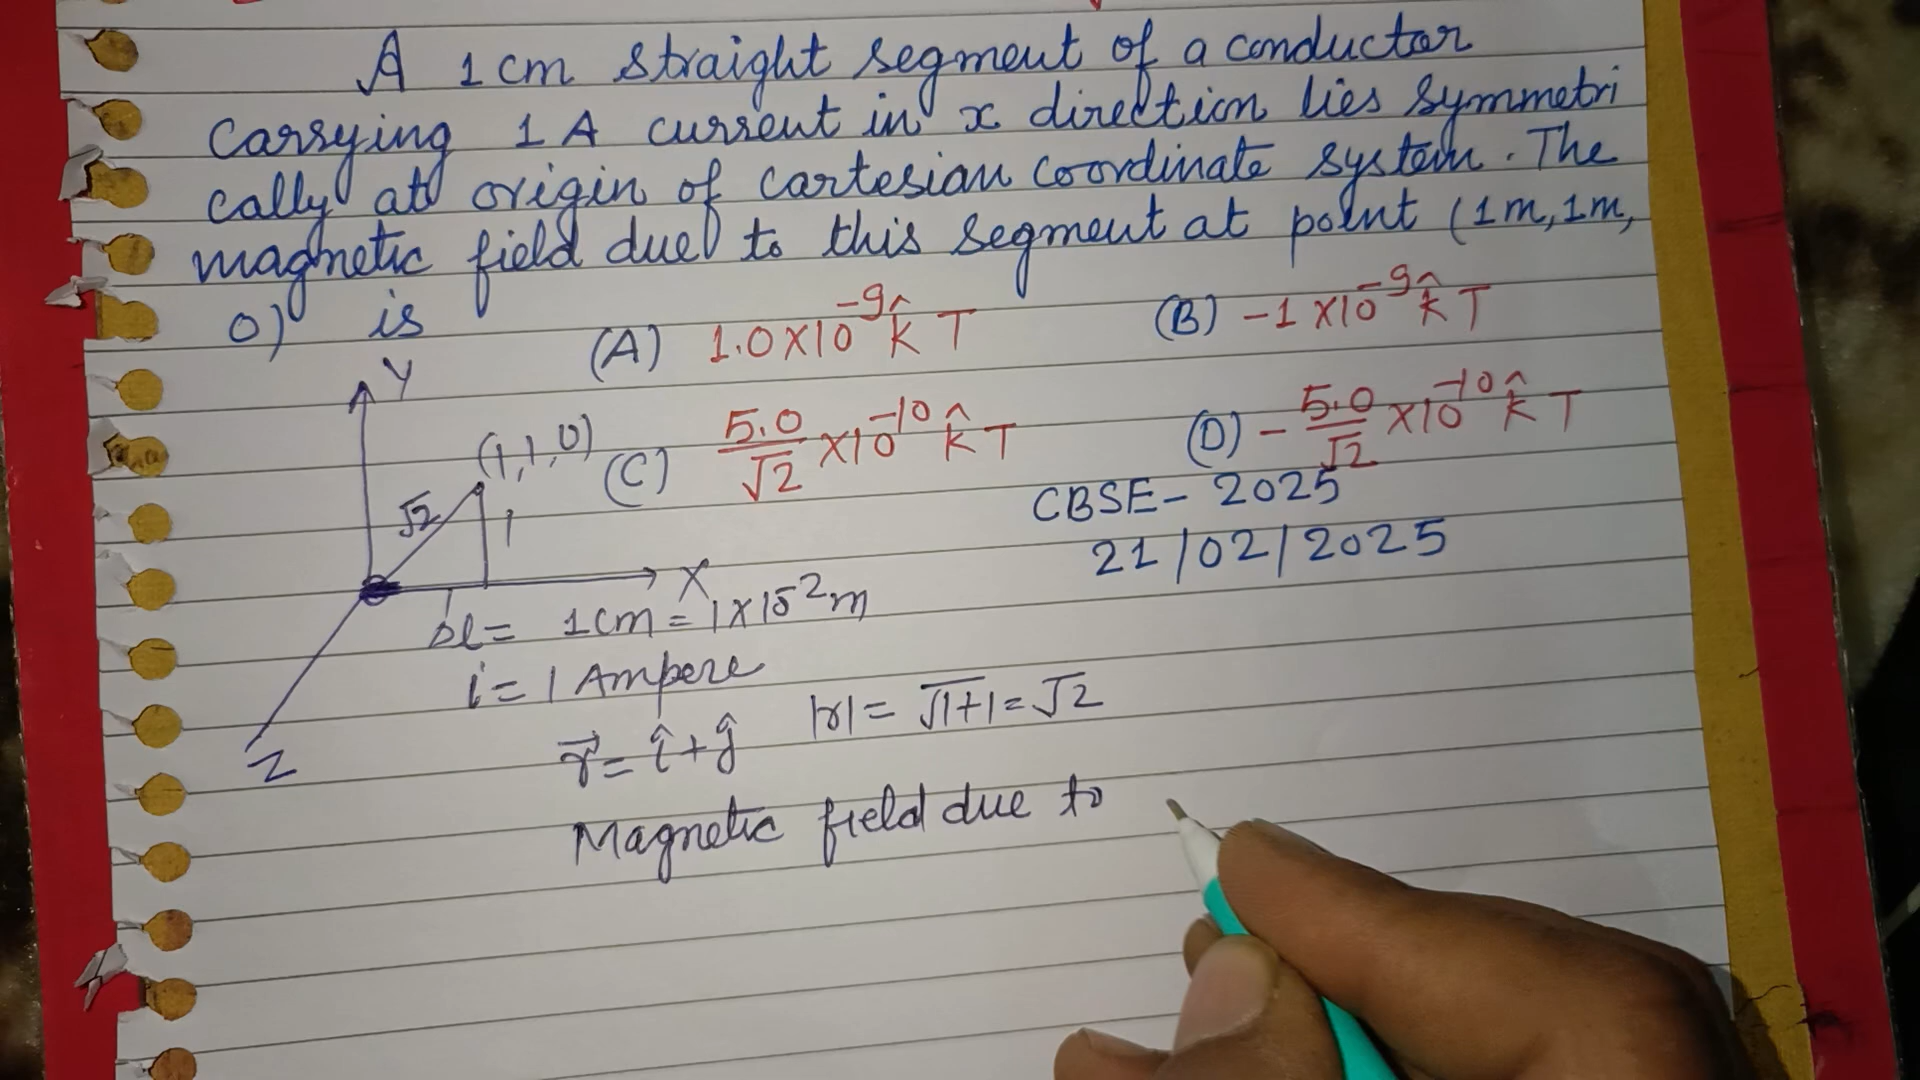 A 1cm straight segment of a conductor
carrying 1A current in x direction lies symmetri
cally at origin of cartesian coordinate system. The
magnetic field due to this segment at point (1m,1m,
0) is
(A) 1.0×10⁻⁹ k̂ T
(B) -1×10⁻⁹ k̂ T
Y
(1,1,0)
(C) 5.0/√2 ×10⁻¹⁰ k̂ T
(D) - 5.0/√2 ×10⁻¹⁰ k̂ T
CBSE- 2025
√2
1
21/02/2025
X
Δl= 1cm = 1×10⁻²m
i=1 Ampere
r⃗= î+ĵ |r|= √1+1=√2
Z
Magnetic field due to